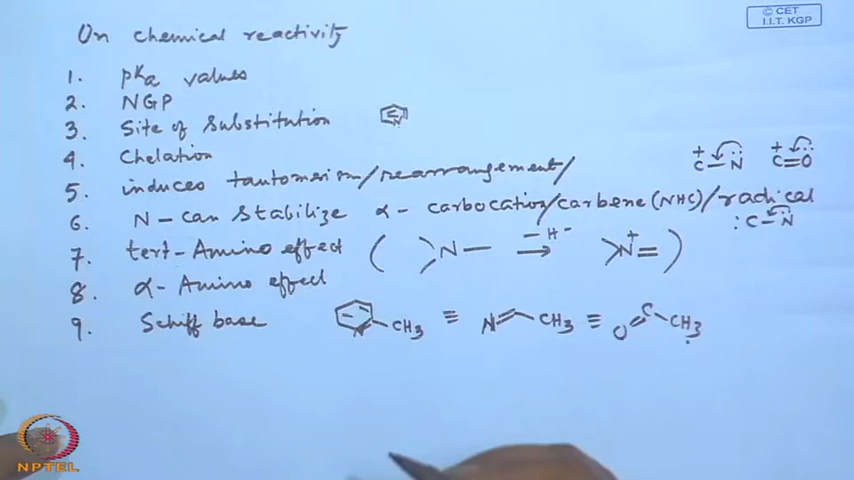 © CET
I.I.T. KGP
On chemical reactivity
1. pKa values
2. NGP
3. Site of Substitution N
4. Chelation
5. induces tautomerism/rearrangement/
+ C–N̈ + C=Ö
6. N–can stabilize α–carbocation/carbene(NHC)/radical
:C–N̈
7. tert–Amino effect ( >N— –H⁻ → >N⁺= )
8. α–Amino effect
9. Schiff base N CH3 ≡ N CH3 ≡ O C CH3
NPTEL